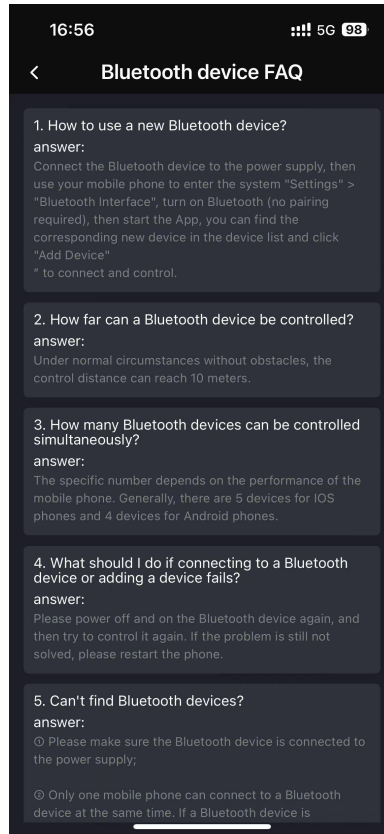 16:56
5G 98
Bluetooth device FAQ
1. How to use a new Bluetooth device?
answer:
Connect the Bluetooth device to the power supply, then
use your mobile phone to enter the system "Settings" >
"Bluetooth Interface", turn on Bluetooth (no pairing
required), then start the App, you can find the
corresponding new device in the device list and click
"Add Device"
" to connect and control.
2. How far can a Bluetooth device be controlled?
answer:
Under normal circumstances without obstacles, the
control distance can reach 10 meters.
3. How many Bluetooth devices can be controlled
simultaneously?
answer:
The specific number depends on the performance of the
mobile phone. Generally, there are 5 devices for IOS
phones and 4 devices for Android phones.
4. What should I do if connecting to a Bluetooth
device or adding a device fails?
answer:
Please power off and on the Bluetooth device again, and
then try to control it again. If the problem is still not
solved, please restart the phone.
5. Can't find Bluetooth devices?
answer:
① Please make sure the Bluetooth device is connected to
the power supply;
② Only one mobile phone can connect to a Bluetooth
device at the same time. If a Bluetooth device is